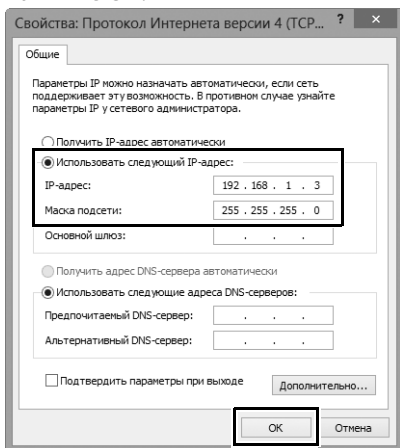 Свойства: Протокол Интернета версии 4 (TCP... ? ×
Общие
Параметры IP можно назначать автоматически, если сеть
поддерживает эту возможность. В противном случае узнайте
параметры IP у сетевого администратора.
Получить IP-адрес автоматически
Использовать следующий IP-адрес:
IP-адрес: 192 . 168 . 1 . 3
Маска подсети: 255 . 255 . 255 . 0
Основной шлюз: . . .
Получить адрес DNS-сервера автоматически
Использовать следующие адреса DNS-серверов:
Предпочитаемый DNS-сервер: . . .
Альтернативный DNS-сервер: . . .
Подтвердить параметры при выходе Дополнительно...
OK Отмена